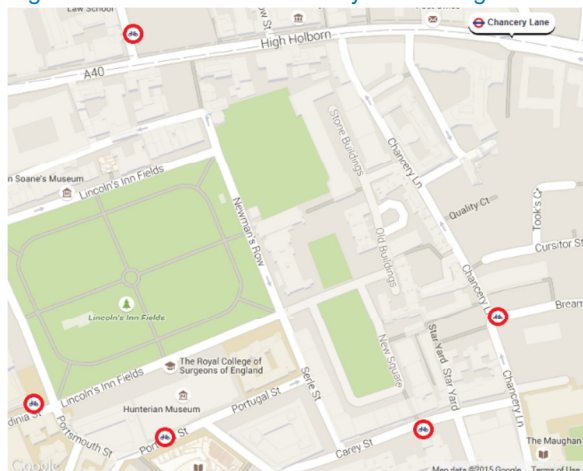 Law School
Chancery Lane
High Holborn
A40
Stone Buildings
Chancery Ln
n Soane's Museum
Lincoln's Inn Fields
Newman's Row
Quality Ct
Took's Ct
Old Buildings
Cursitor St
Chancery Ln
Lincoln's Inn Fields
Bream
Star Yard
New Square
The Royal College of
Surgeons of England
Star Yard
Chancery Ln
Lincoln's Inn Fields
Serle St
Hunterian Museum
Portugal St
dinia St
Portsmouth St
Carey St
The Maughan
Google
Map data ©2015 Google
Terms of Use